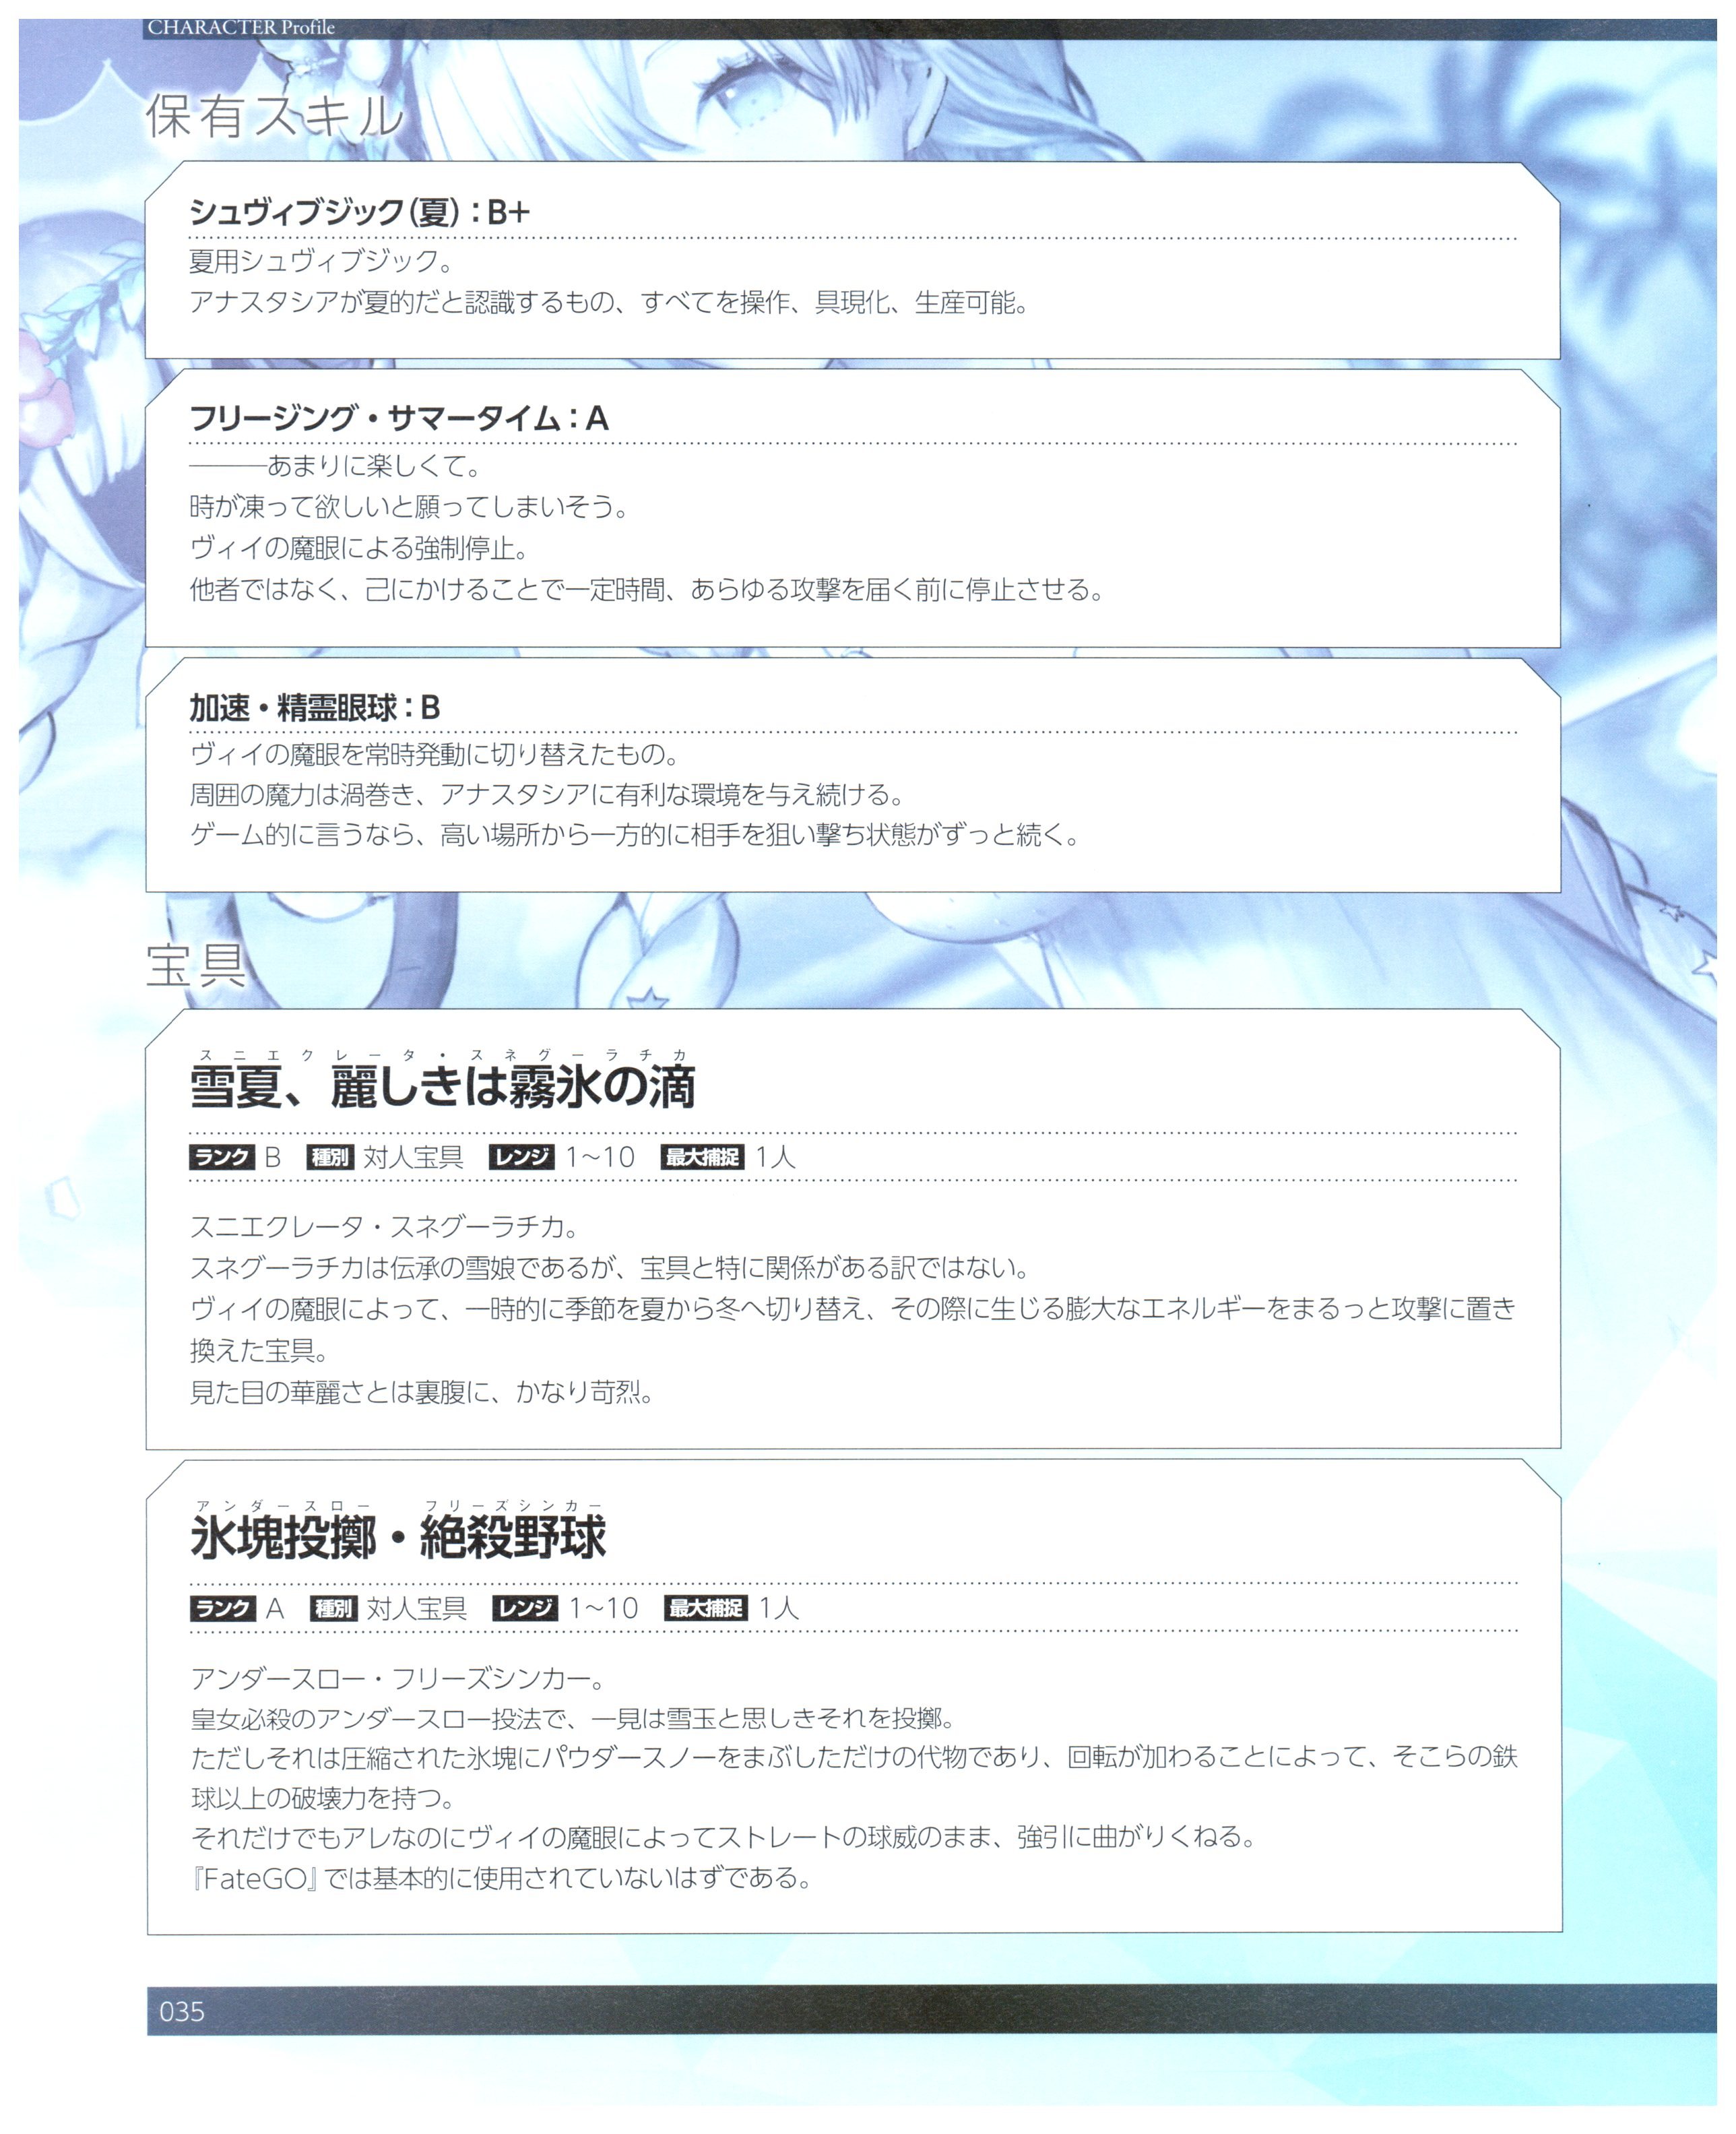 CHARACTER Profile
保有スキル
シュヴィブジック(夏):B+
夏用シュヴィブジック。
アナスタシアが夏的だと認識するもの、すべてを操作、具現化、生産可能。
フリージング・サマータイム:A
―――あまりに楽しくて。
時が凍って欲しいと願ってしまいそう。
ヴィイの魔眼による強制停止。
他者ではなく、己にかけることで一定時間、あらゆる攻撃を届く前に停止させる。
加速・精霊眼球:B
ヴィイの魔眼を常時発動に切り替えたもの。
周囲の魔力は渦巻き、アナスタシアに有利な環境を与え続ける。
ゲーム的に言うなら、高い場所から一方的に相手を狙い撃ち状態がずっと続く。
宝具
スニエクレータ・スネグーラチカ
雪夏、麗しきは霧氷の滴
ランク B 種別 対人宝具 レンジ 1~10 最大捕捉 1人
スニエクレータ・スネグーラチカ。
スネグーラチカは伝承の雪娘であるが、宝具と特に関係がある訳ではない。
ヴィイの魔眼によって、一時的に季節を夏から冬へ切り替え、その際に生じる膨大なエネルギーをまるっと攻撃に置き
換えた宝具。
見た目の華麗さとは裏腹に、かなり苛烈。
アンダースロー フリーズシンカー
氷塊投擲・絶殺野球
ランク A 種別 対人宝具 レンジ 1~10 最大捕捉 1人
アンダースロー・フリーズシンカー。
皇女必殺のアンダースロー投法で、一見は雪玉と思しきそれを投擲。
ただしそれは圧縮された氷塊にパウダースノーをまぶしただけの代物であり、回転が加わることによって、そこらの鉄
球以上の破壊力を持つ。
それだけでもアレなのにヴィイの魔眼によってストレートの球威のまま、強引に曲がりくねる。
『FateGO』では基本的に使用されていないはずである。
035